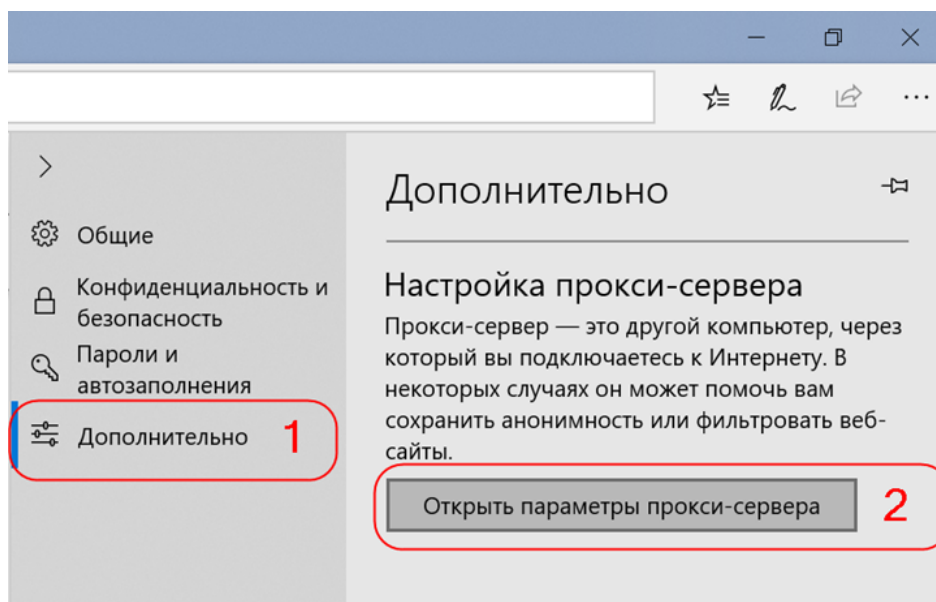 Общие
Конфиденциальность и
безопасность
Пароли и
автозаполнения
Дополнительно 1
Дополнительно
Настройка прокси-сервера
Прокси-сервер — это другой компьютер, через
который вы подключаетесь к Интернету. В
некоторых случаях он может помочь вам
сохранить анонимность или фильтровать веб-
сайты.
Открыть параметры прокси-сервера 2